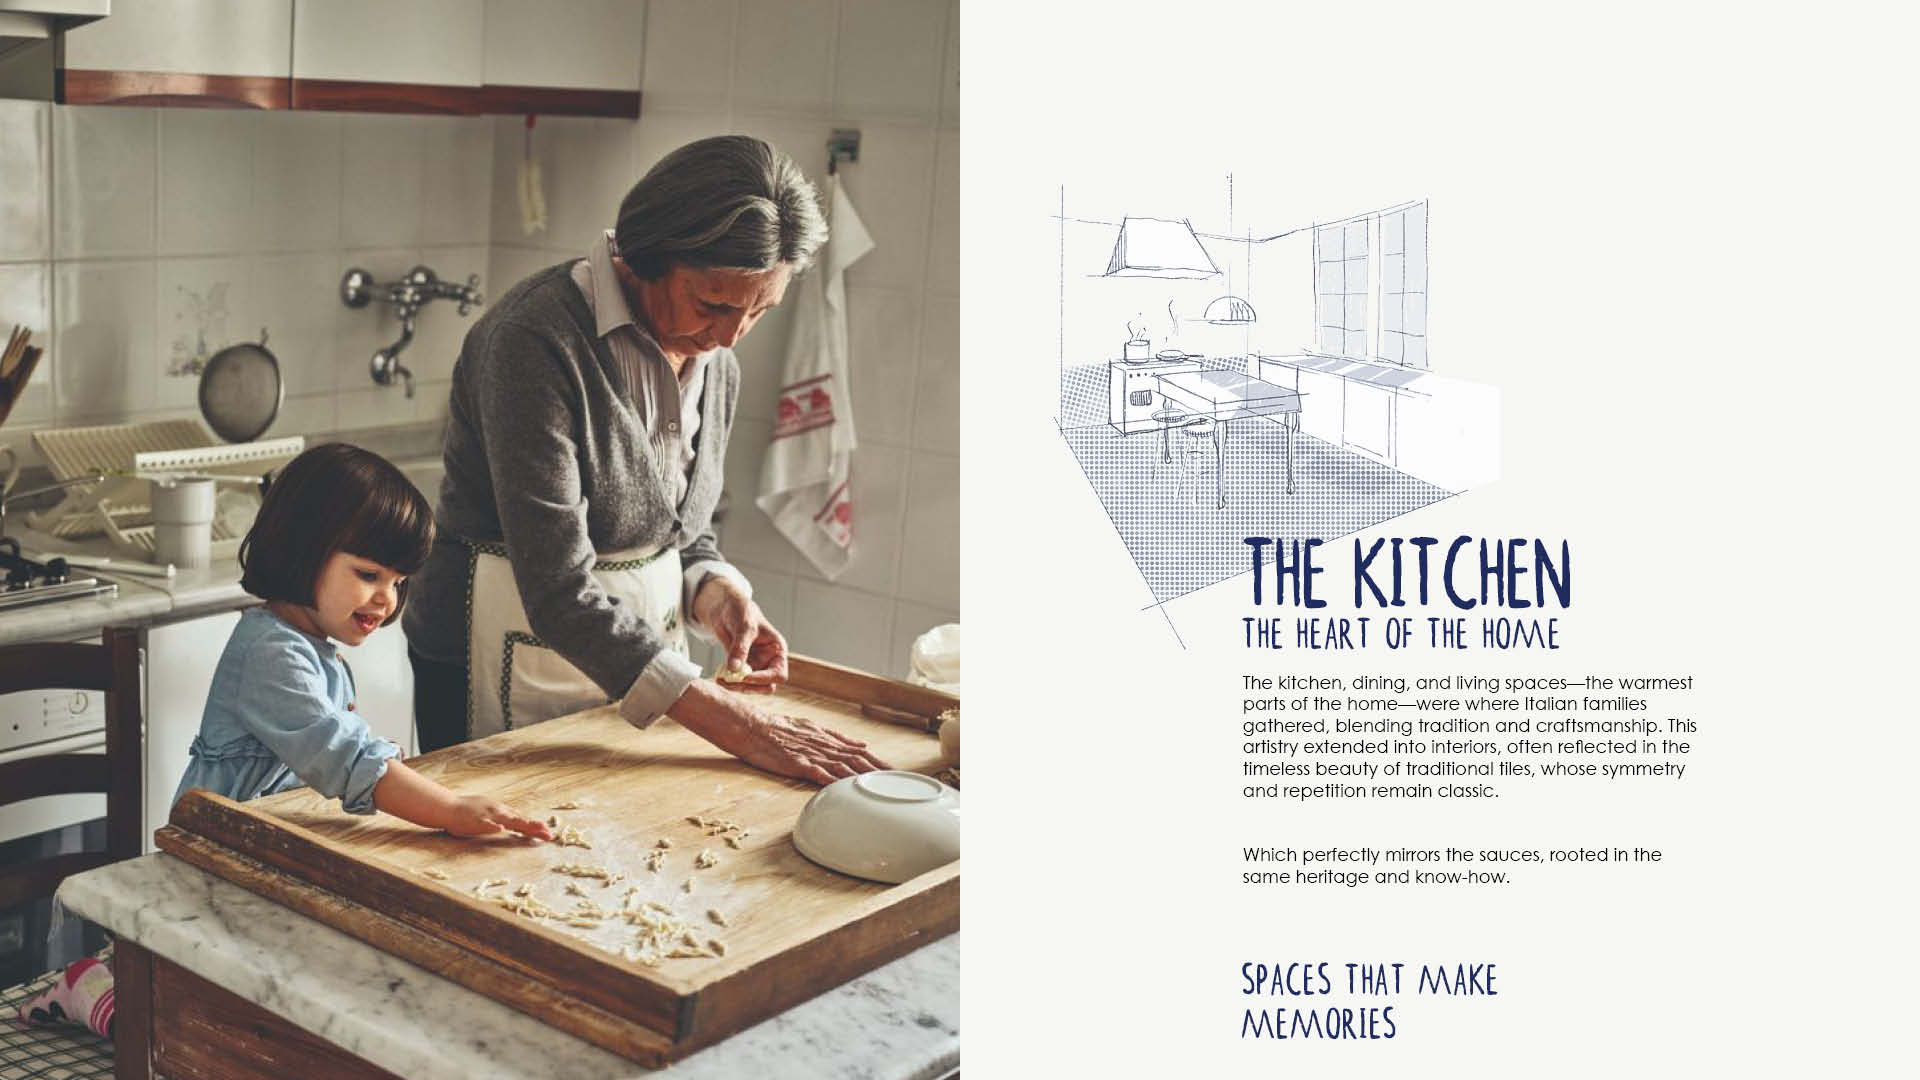 THE KITCHEN
THE HEART OF THE HOME
The kitchen, dining, and living spaces—the warmest
parts of the home—were where Italian families
gathered, blending tradition and craftsmanship. This
artistry extended into interiors, often reflected in the
timeless beauty of traditional tiles, whose symmetry
and repetition remain classic.
Which perfectly mirrors the sauces, rooted in the
same heritage and know-how.
SPACES THAT MAKE
MEMORIES